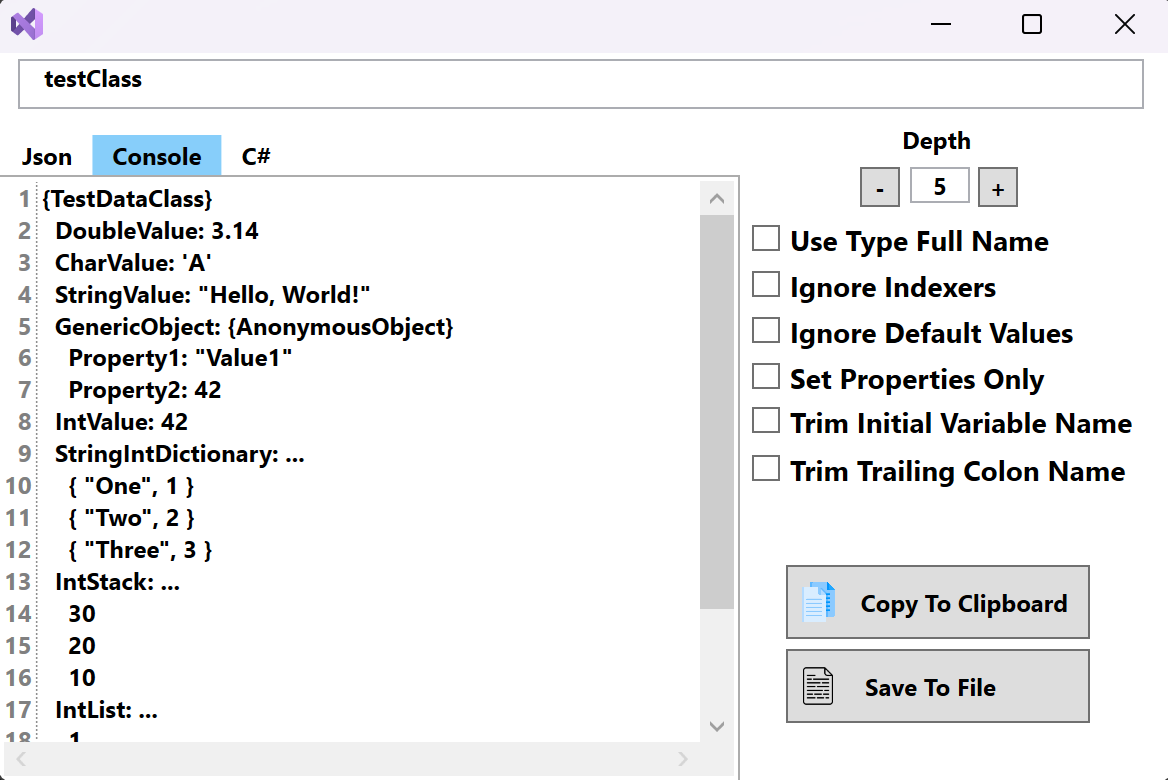 testClass
Json Console C#
1 {TestDataClass}
2 DoubleValue: 3.14
3 CharValue: 'A'
4 StringValue: "Hello, World!"
5 GenericObject: {AnonymousObject}
6 Property1: "Value1"
7 Property2: 42
8 IntValue: 42
9 StringIntDictionary: ...
10 { "One", 1 }
11 { "Two", 2 }
12 { "Three", 3 }
13 IntStack: ...
14 30
15 20
16 10
17 IntList: ...
18 1
Depth
- 5 +
Use Type Full Name
Ignore Indexers
Ignore Default Values
Set Properties Only
Trim Initial Variable Name
Trim Trailing Colon Name
Copy To Clipboard
Save To File